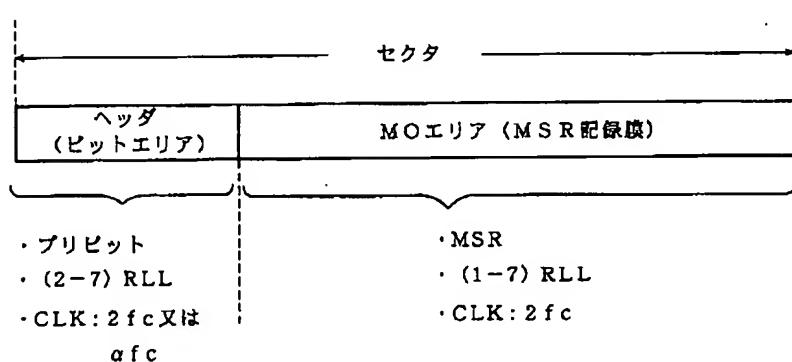 セクタ
ヘッダ
(ピットエリア)
MOエリア (MSR記録膜)
・プリピット
・(2-7) RLL
・CLK:2fc又は
αfc
・MSR
・(1-7) RLL
・CLK:2fc